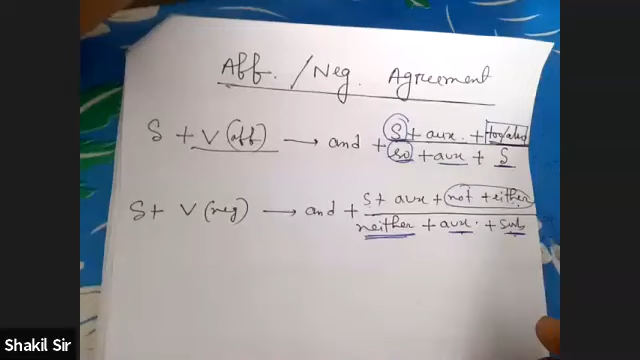 Aff. / Neg. Agreement
S + V (aff) → and + S + aux. + too/also
so + aux + S
S + V (neg) → and + S + aux + not + either
neither + aux. + sub
Shakil Sir